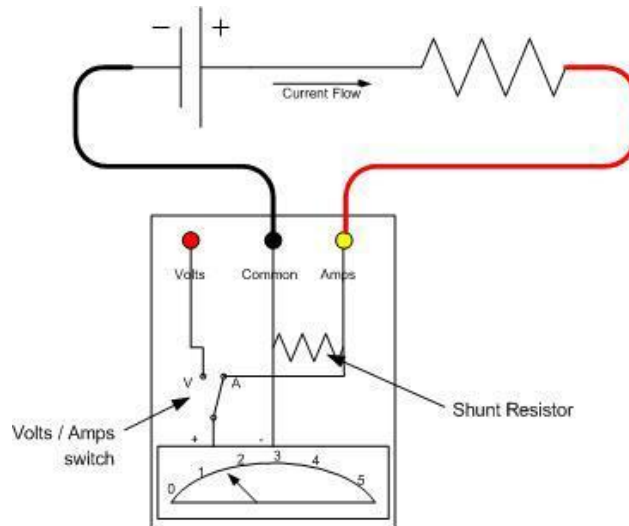 − +
Current Flow
Volts Common Amps
V A
Shunt Resistor
Volts / Amps
switch
+ -
0 1 2 3 4 5